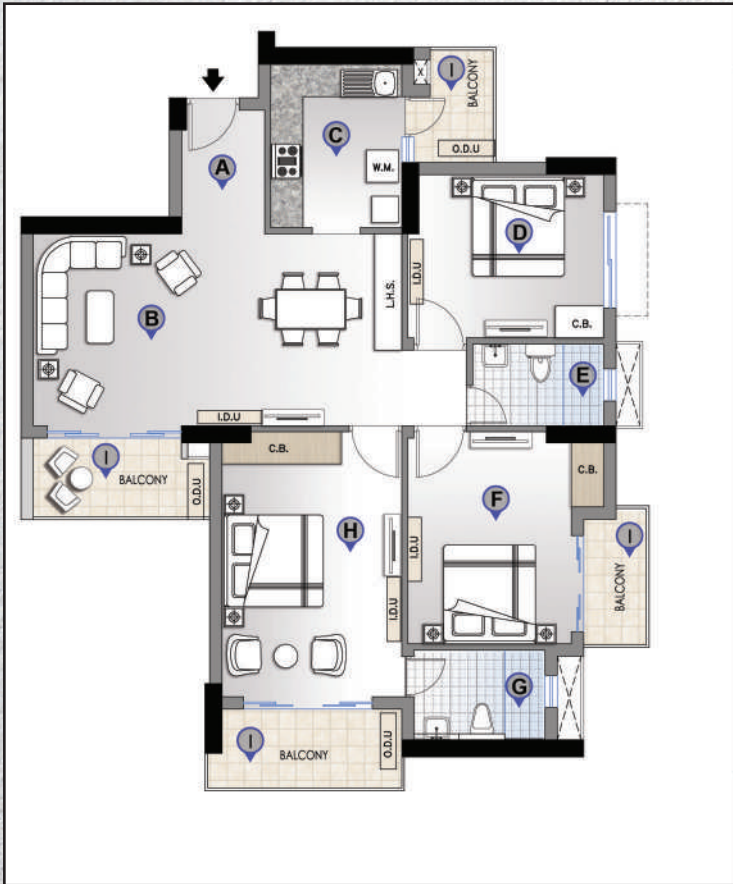 X
I
BALCONY
O.D.U
C
A
W.M.
D
I.D.U
L.H.S.
C.B.
B
E
I.D.U
C.B.
C.B.
I
BALCONY
O.D.U
F
H
I.D.U
I
BALCONY
I.D.U
G
I
BALCONY
O.D.U